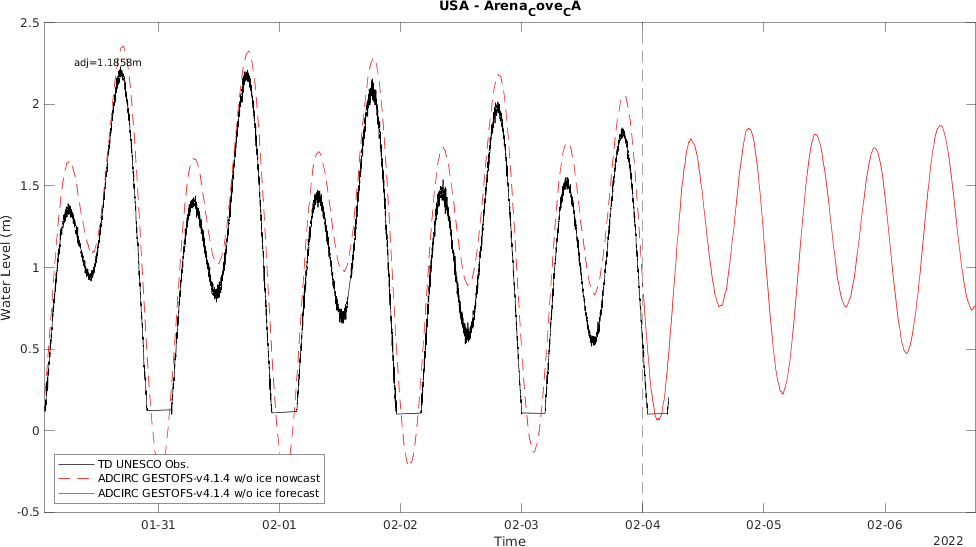 USA - ArenaCoveCA
adj=1.1858m
2.5
2
1.5
1
0.5
0
-0.5
Water Level (m)
TD UNESCO Obs.
ADCIRC GESTOFS-v4.1.4 w/o ice nowcast
ADCIRC GESTOFS-v4.1.4 w/o ice forecast
01-31 02-01 02-02 02-03 02-04 02-05 02-06
Time
2022